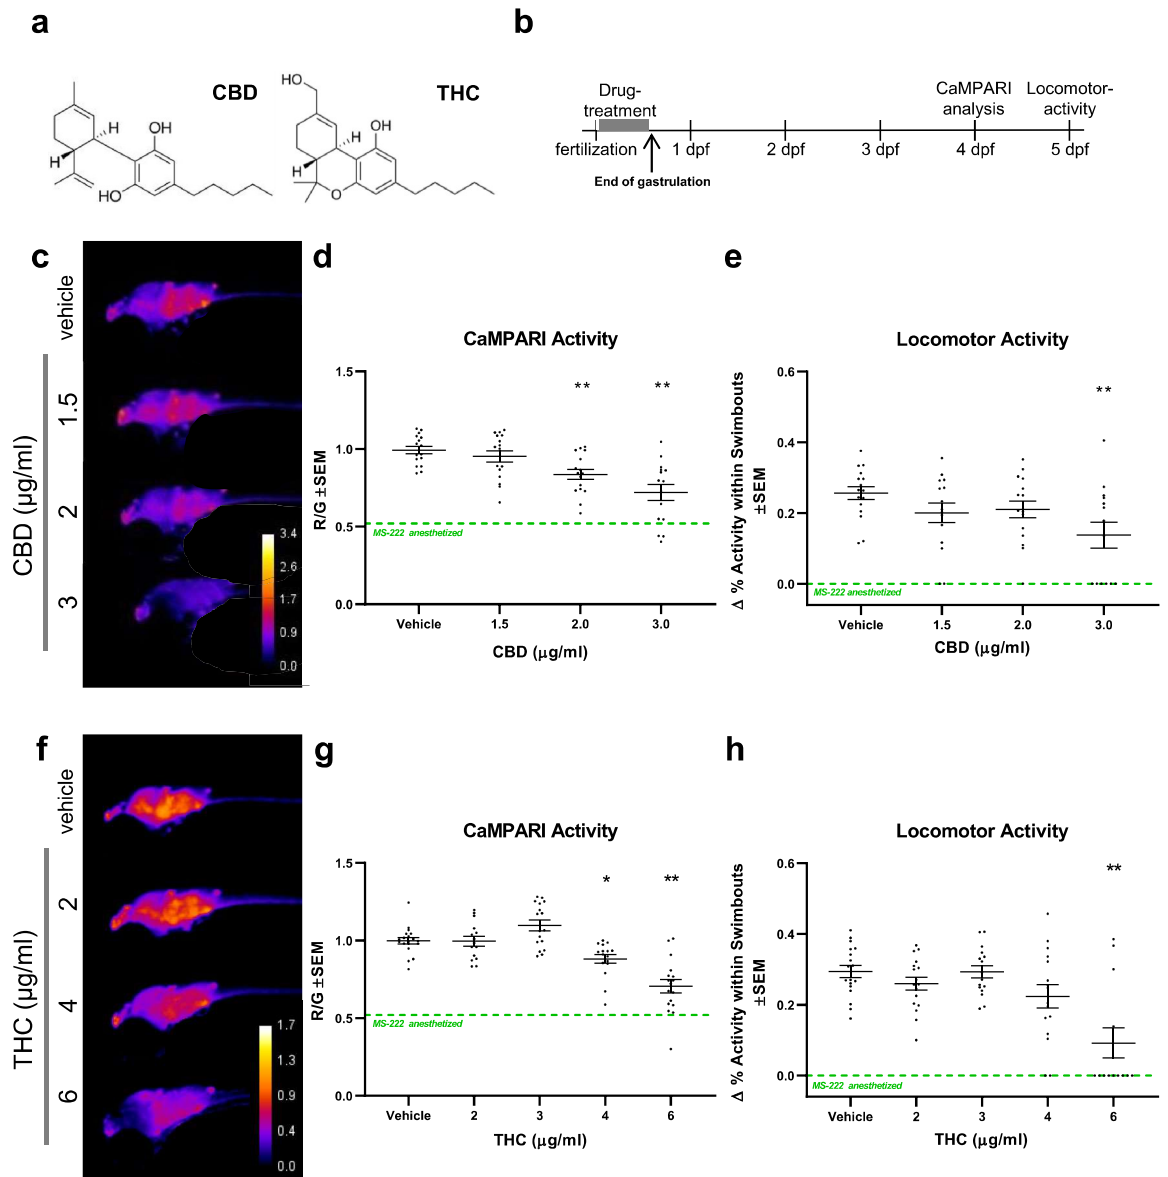 a
b
HO
CBD
THC
OH
H
H
HO
OH
H
H
O
Drug-
treatment
CaMPARI
analysis
Locomotor-
activity
fertilization
1 dpf
2 dpf
3 dpf
4 dpf
5 dpf
End of gastrulation
c
vehicle
CBD (µg/ml)
1.5
2
3
3.4
2.6
1.7
0.9
0.0
d
CaMPARI Activity
R/G ±SEM
1.5
1.0
0.5
0.0
**
**
MS-222 anesthetized
Vehicle
1.5
2.0
3.0
CBD (µg/ml)
e
Locomotor Activity
Δ % Activity within Swimbouts
±SEM
0.6
0.4
0.2
0.0
**
MS-222 anesthetized
Vehicle
1.5
2.0
3.0
CBD (µg/ml)
f
vehicle
THC (µg/ml)
2
4
6
1.7
1.3
0.9
0.4
0.0
g
CaMPARI Activity
R/G ±SEM
1.5
1.0
0.5
0.0
*
**
MS-222 anesthetized
Vehicle
2
3
4
6
THC (µg/ml)
h
Locomotor Activity
Δ % Activity within Swimbouts
±SEM
0.6
0.4
0.2
0.0
**
MS-222 anesthetized
Vehicle
2
3
4
6
THC (µg/ml)